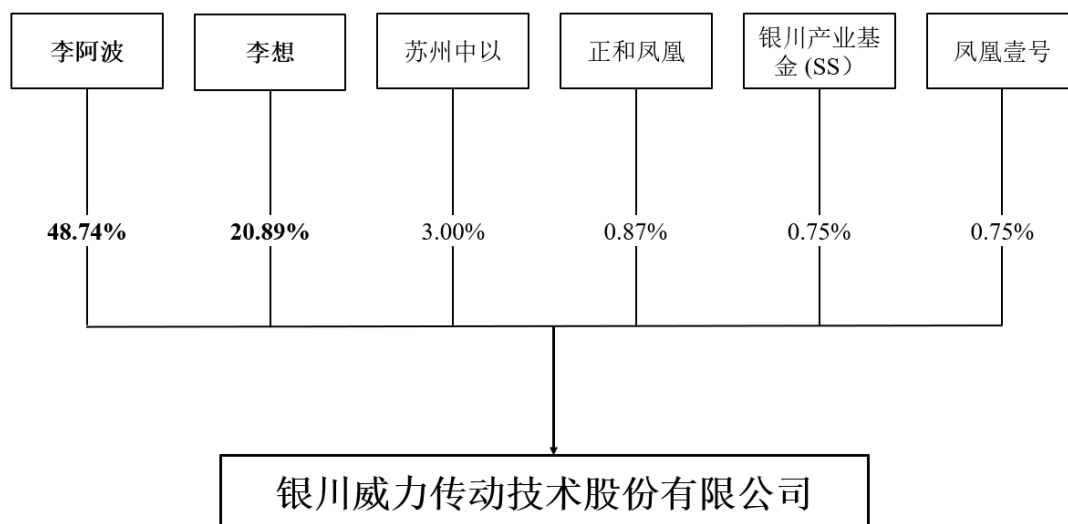 李阿波
李想
苏州中以
正和凤凰
银川产业基
金 (SS）
凤凰壹号
48.74%
20.89%
3.00%
0.87%
0.75%
0.75%
银川威力传动技术股份有限公司